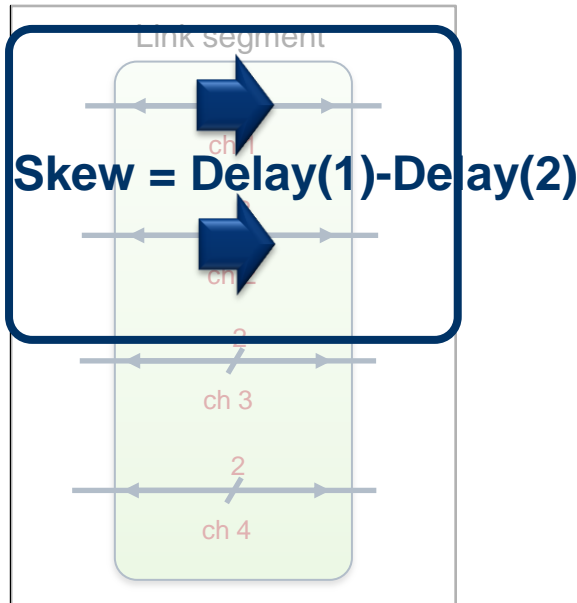 Link segment
ch 1
Skew = Delay(1)-Delay(2)
ch 2
2
ch 3
2
ch 4